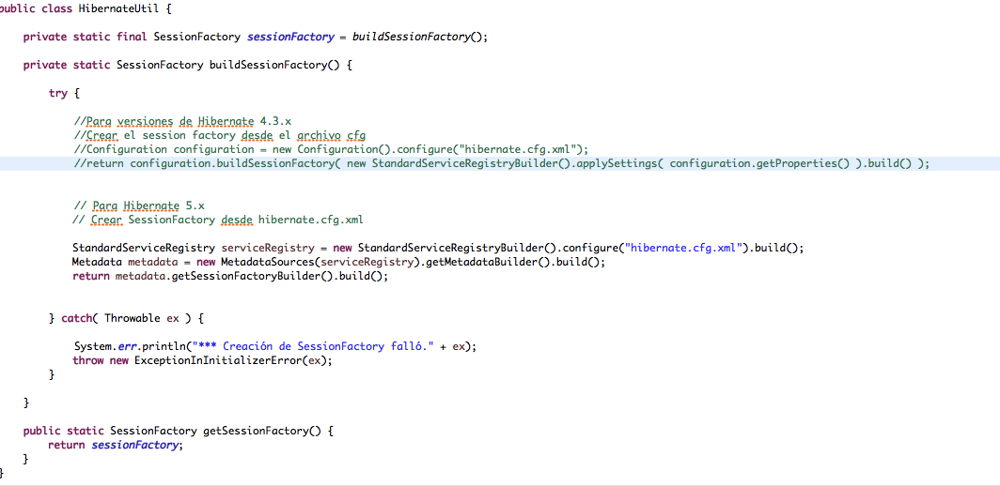 public class HibernateUtil {
private static final SessionFactory sessionFactory = buildSessionFactory();
private static SessionFactory buildSessionFactory() {
try {
//Para versiones de Hibernate 4.3.x
//Crear el session factory desde el archivo cfg
//Configuration configuration = new Configuration().configure("hibernate.cfg.xml");
//return configuration.buildSessionFactory( new StandardServiceRegistryBuilder().applySettings( configuration.getProperties() ).build() );
// Para Hibernate 5.x
// Crear SessionFactory desde hibernate.cfg.xml
StandardServiceRegistry serviceRegistry = new StandardServiceRegistryBuilder().configure("hibernate.cfg.xml").build();
Metadata metadata = new MetadataSources(serviceRegistry).getMetadataBuilder().build();
return metadata.getSessionFactoryBuilder().build();
} catch( Throwable ex ) {
System.err.println("*** Creación de SessionFactory falló." + ex);
throw new ExceptionInInitializerError(ex);
}
}
public static SessionFactory getSessionFactory() {
return sessionFactory;
}
}